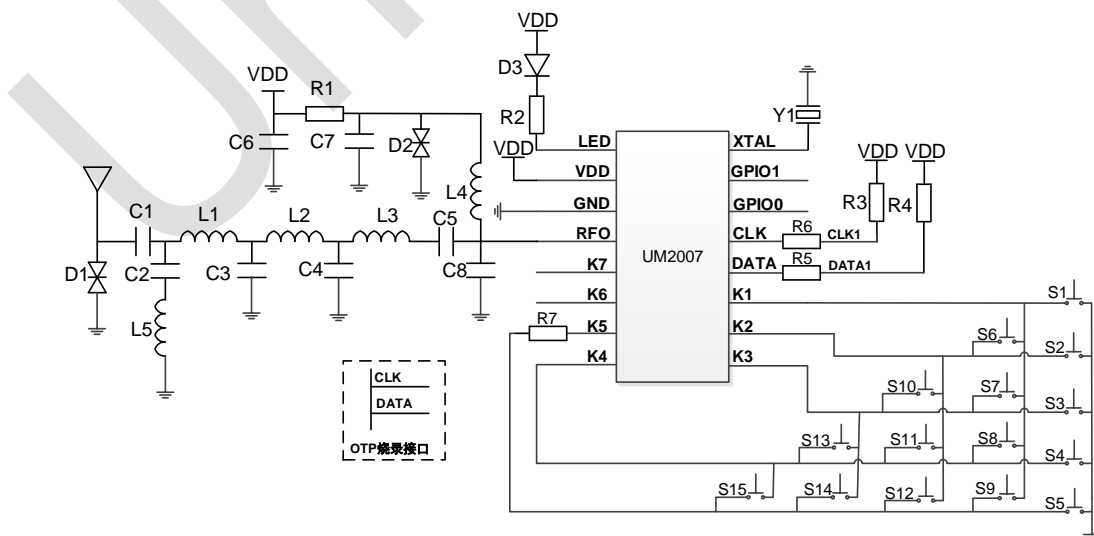 VDD
D3
R2
VDD
R1
C6
C7
D2
L4
VDD
Y1
VDD
VDD
R3
R4
LED
VDD
GND
RFO
K7
K6
K5
K4
UM2007
XTAL
GPIO1
GPIO0
CLK
DATA
K1
K2
K3
R6
CLK1
R5
DATA1
C1
L1
L2
L3
C5
D1
C2
C3
C4
C8
L5
R7
CLK
DATA
OTP烧录接口
S1
S6
S2
S10
S7
S3
S13
S11
S8
S4
S15
S14
S12
S9
S5